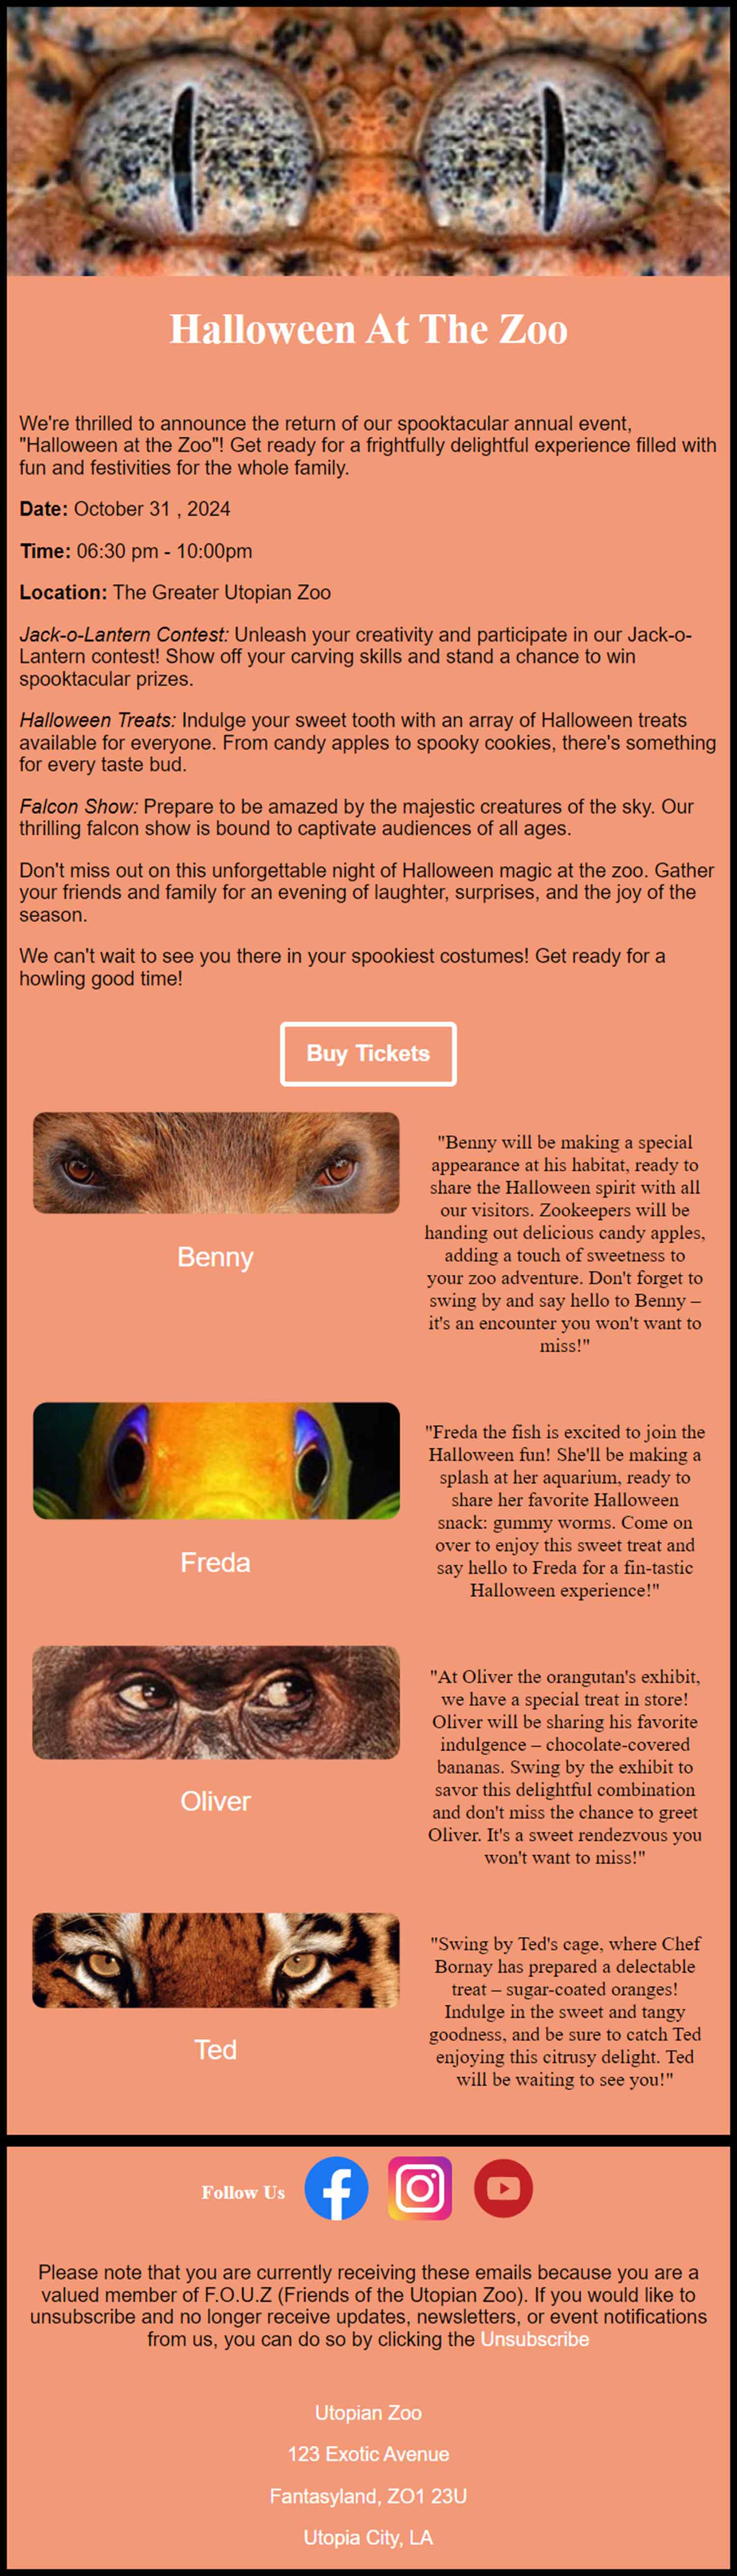 Halloween At The Zoo
We're thrilled to announce the return of our spooktacular annual event,
"Halloween at the Zoo"! Get ready for a frightfully delightful experience filled with
fun and festivities for the whole family.
Date: October 31 , 2024
Time: 06:30 pm - 10:00pm
Location: The Greater Utopian Zoo
Jack-o-Lantern Contest: Unleash your creativity and participate in our Jack-o-
Lantern contest! Show off your carving skills and stand a chance to win
spooktacular prizes.
Halloween Treats: Indulge your sweet tooth with an array of Halloween treats
available for everyone. From candy apples to spooky cookies, there's something
for every taste bud.
Falcon Show: Prepare to be amazed by the majestic creatures of the sky. Our
thrilling falcon show is bound to captivate audiences of all ages.
Don't miss out on this unforgettable night of Halloween magic at the zoo. Gather
your friends and family for an evening of laughter, surprises, and the joy of the
season.
We can't wait to see you there in your spookiest costumes! Get ready for a
howling good time!
Buy Tickets
Benny
"Benny will be making a special
appearance at his habitat, ready to
share the Halloween spirit with all
our visitors. Zookeepers will be
handing out delicious candy apples,
adding a touch of sweetness to
your zoo adventure. Don't forget to
swing by and say hello to Benny –
it's an encounter you won't want to
miss!"
Freda
"Freda the fish is excited to join the
Halloween fun! She'll be making a
splash at her aquarium, ready to
share her favorite Halloween
snack: gummy worms. Come on
over to enjoy this sweet treat and
say hello to Freda for a fin-tastic
Halloween experience!"
Oliver
"At Oliver the orangutan's exhibit,
we have a special treat in store!
Oliver will be sharing his favorite
indulgence – chocolate-covered
bananas. Swing by the exhibit to
savor this delightful combination
and don't miss the chance to greet
Oliver. It's a sweet rendezvous you
won't want to miss!"
Ted
"Swing by Ted's cage, where Chef
Bornay has prepared a delectable
treat – sugar-coated oranges!
Indulge in the sweet and tangy
goodness, and be sure to catch Ted
enjoying this citrusy delight. Ted
will be waiting to see you!"
Follow Us
Please note that you are currently receiving these emails because you are a
valued member of F.O.U.Z (Friends of the Utopian Zoo). If you would like to
unsubscribe and no longer receive updates, newsletters, or event notifications
from us, you can do so by clicking the Unsubscribe
Utopian Zoo
123 Exotic Avenue
Fantasyland, ZO1 23U
Utopia City, LA